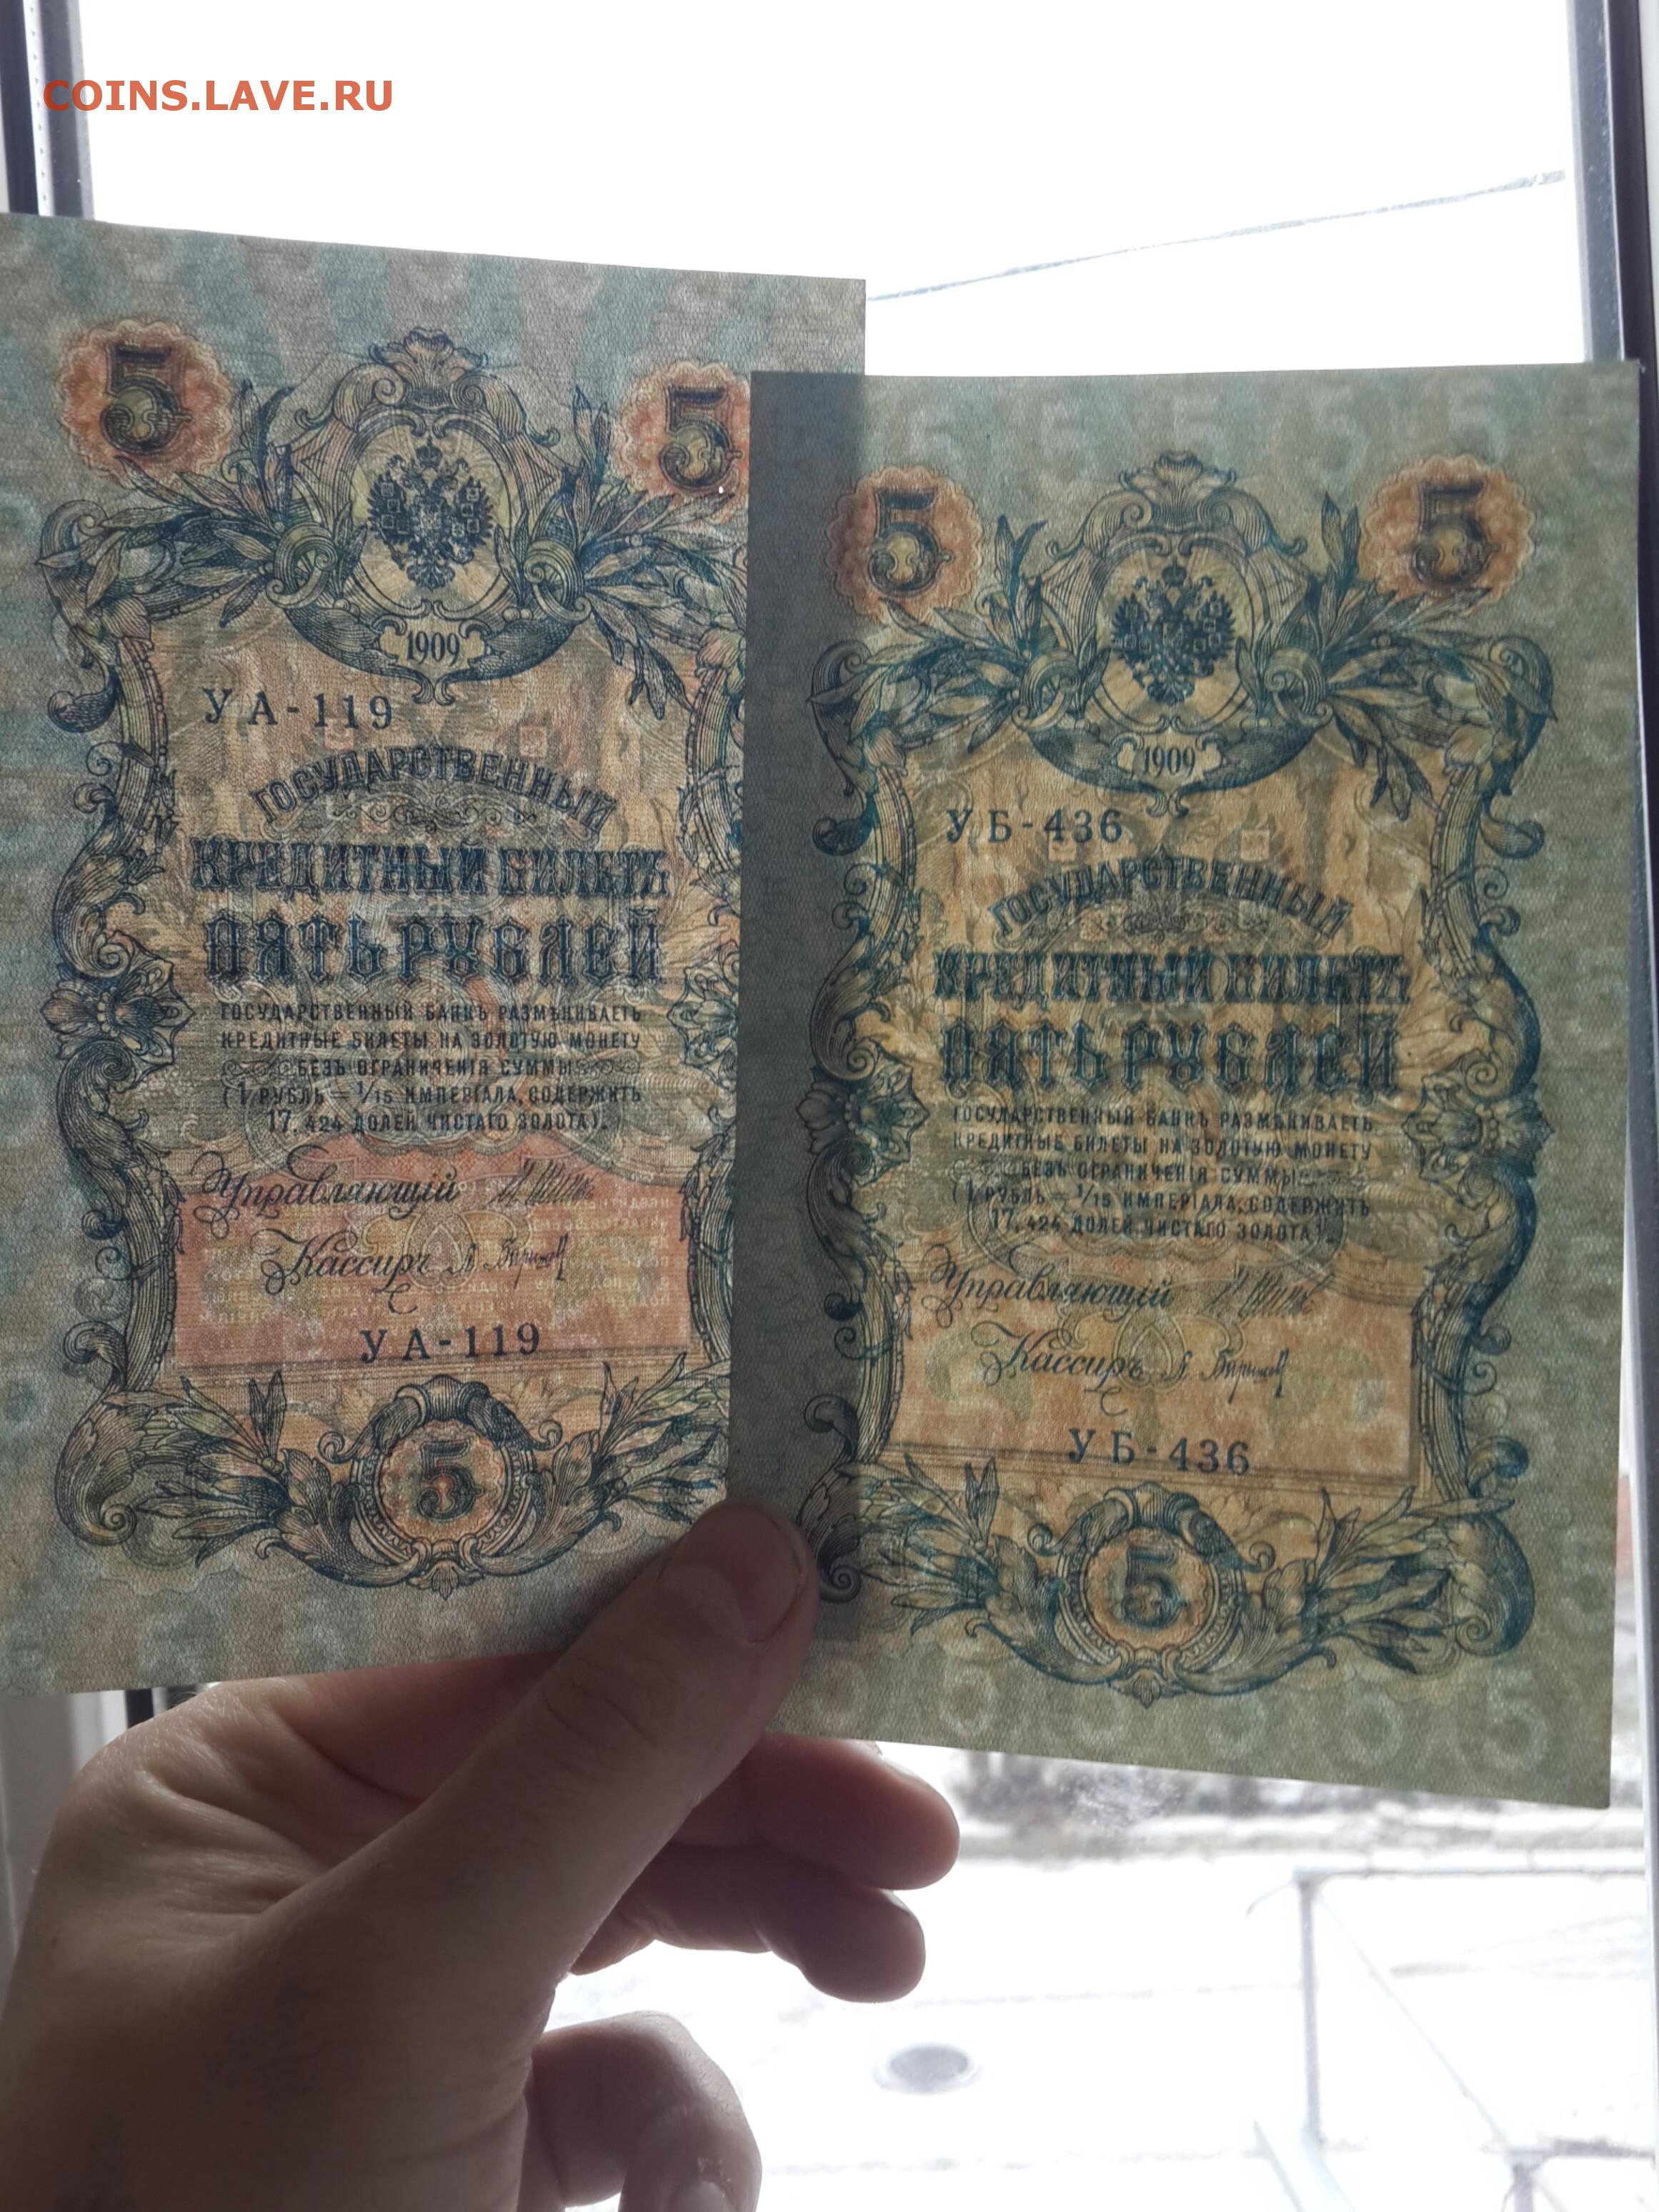 COINS.LAVE.RU
5
5
1909
УА-119
ГОСУДАРСТВЕННЫЙ
КРЕДИТНЫЙ БИЛЕТЪ
ПЯТЬ РУБЛЕЙ
ГОСУДАРСТВЕННЫЙ БАНКЪ РАЗМѢНИВАЕТЪ
КРЕДИТНЫЕ БИЛЕТЫ НА ЗОЛОТУЮ МОНЕТУ
БЕЗЪ ОГРАНИЧЕНІЯ СУММЫ
(1 РУБЛЬ = 1/15 ИМПЕРІАЛА, СОДЕРЖИТЪ
17,424 ДОЛЕЙ ЧИСТАГО ЗОЛОТА).
Управляющій
Кассиръ
УА-119
5
5
5
1909
УБ-436
ГОСУДАРСТВЕННЫЙ
КРЕДИТНЫЙ БИЛЕТЪ
ПЯТЬ РУБЛЕЙ
ГОСУДАРСТВЕННЫЙ БАНКЪ РАЗМѢНИВАЕТЪ
КРЕДИТНЫЕ БИЛЕТЫ НА ЗОЛОТУЮ МОНЕТУ
БЕЗЪ ОГРАНИЧЕНІЯ СУММЫ
(1 РУБЛЬ = 1/15 ИМПЕРІАЛА, СОДЕРЖИТЪ
17,424 ДОЛЕЙ ЧИСТАГО ЗОЛОТА).
Управляющій
Кассиръ
УБ-436
5